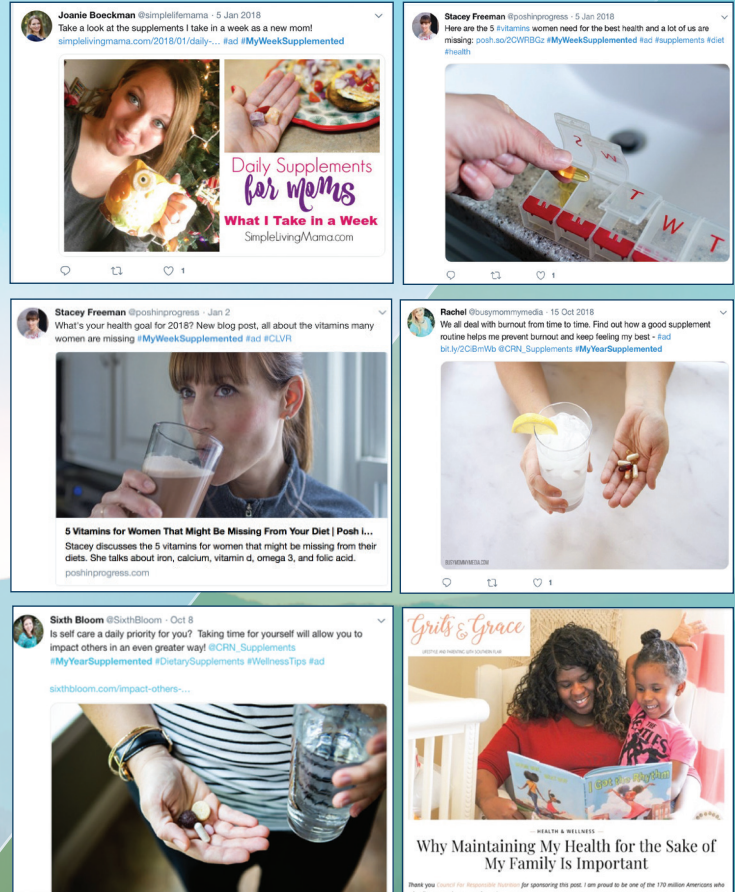 Joanie Boeckman @simplelifemama · 5 Jan 2018
Take a look at the supplements I take in a week as a new mom!
simplelivingmama.com/2018/01/daily-... #ad #MyWeekSupplemented
Daily Supplements
for moms
What I Take in a Week
SimpleLivingMama.com
1
Stacey Freeman @poshinprogress · 5 Jan 2018
Here are the 5 #vitamins women need for the best health and a lot of us are
missing: posh.so/2CWRBGz #MyWeekSupplemented #ad #supplements #diet
#health
S
M
T
W
T
1
Stacey Freeman @poshinprogress · Jan 2
What's your health goal for 2018? New blog post, all about the vitamins many
women are missing #MyWeekSupplemented #ad #CLVR
5 Vitamins for Women That Might Be Missing From Your Diet | Posh i...
Stacey discusses the 5 vitamins for women that might be missing from their
diets. She talks about iron, calcium, vitamin d, omega 3, and folic acid.
poshinprogress.com
Rachel @busymommymedia · 15 Oct 2018
We all deal with burnout from time to time. Find out how a good supplement
routine helps me prevent burnout and keep feeling my best - #ad
bit.ly/2CiBmWb @CRN_Supplements #MyYearSupplemented
BUSYMOMMYMEDIA.COM
1
Sixth Bloom @SixthBloom · Oct 8
Is self care a daily priority for you? Taking time for yourself will allow you to
impact others in an even greater way! @CRN_Supplements
#MyYearSupplemented #DietarySupplements #WellnessTips #ad
sixthbloom.com/impact-others-...
Grits & Grace
LIFESTYLE AND PARENTING WITH SOUTHERN FLAIR
I Got the Rhythm
HEALTH & WELLNESS
Why Maintaining My Health for the Sake of
My Family Is Important
Thank you Council For Responsible Nutrition for sponsoring this post. I am proud to be one of the 170 million Americans who